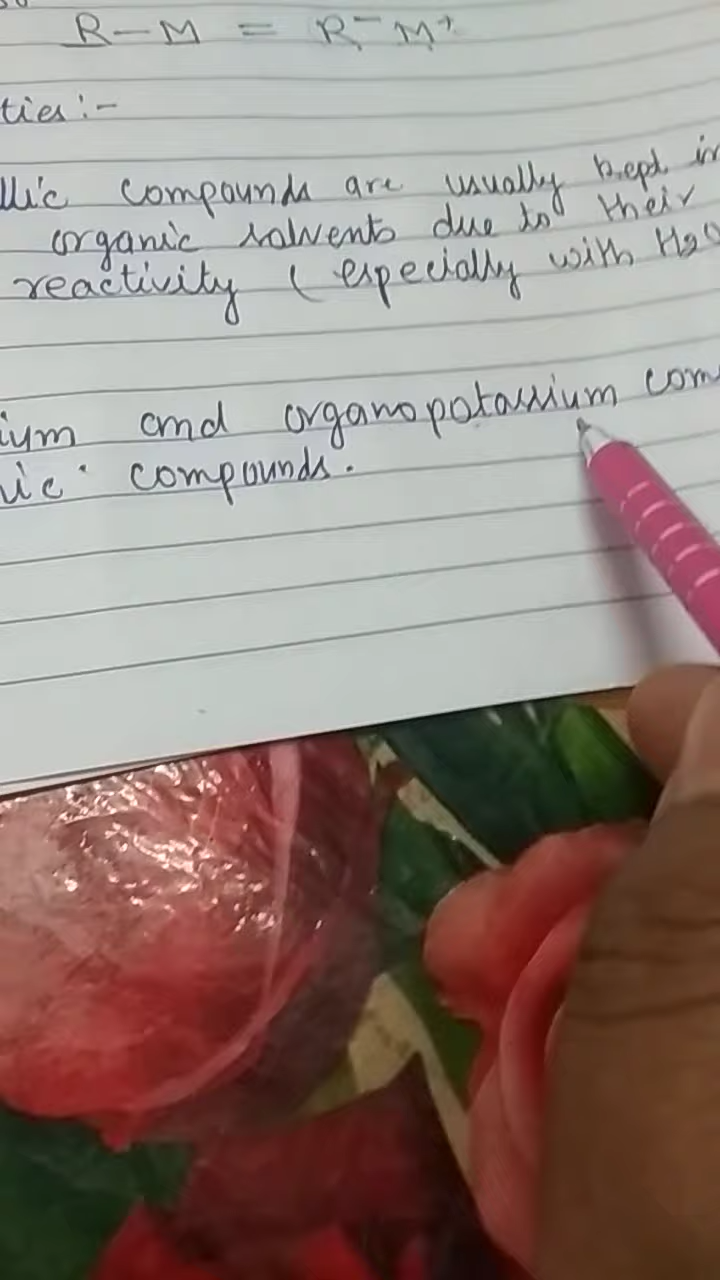 R-M = R⁻M⁺
ties :-
llic compounds are usually kept in
organic solvents due to their
reactivity ( especially with H₂O
ium and organopotassium com
ic compounds.